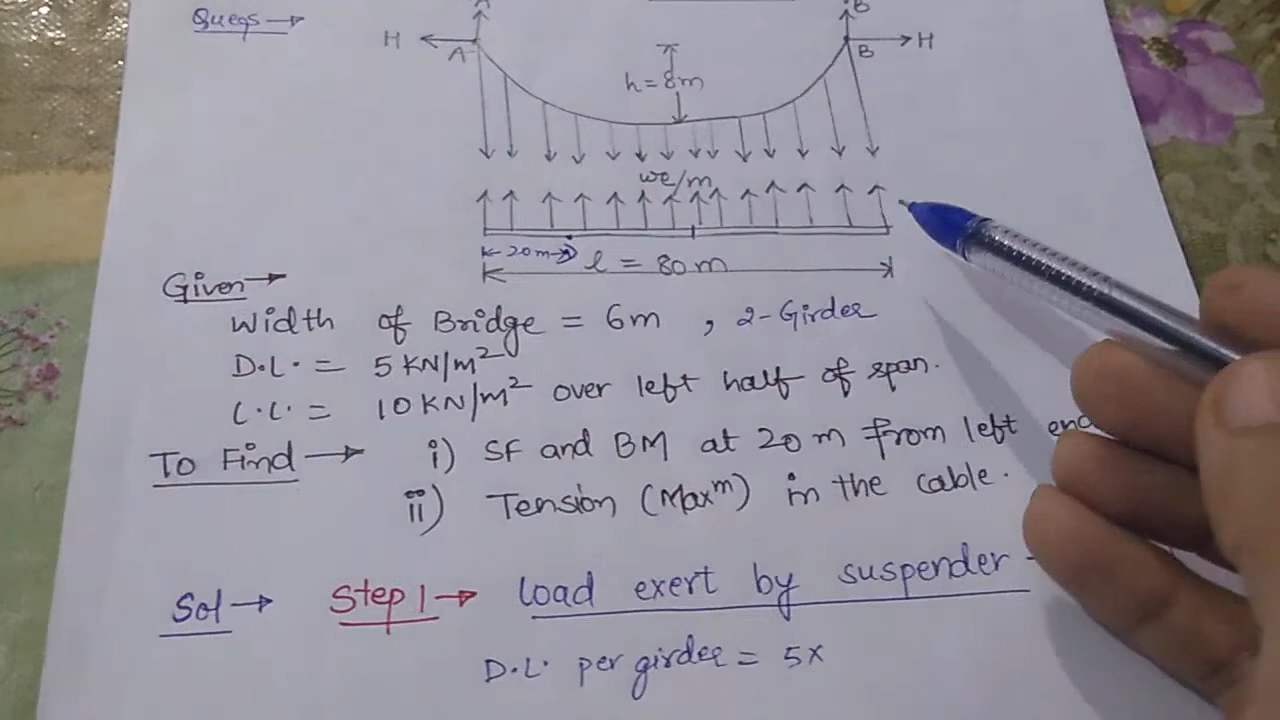 Ques →
H A B H
h = 8m
we/m
20m
l = 80m
Given →
Width of Bridge = 6m , 2-Girder
D.L. = 5 KN/m²
L.L. = 10 KN/m² over left half of span.
To Find → i) SF and BM at 20 m from left end
ii) Tension (Maxᵐ) in the cable.
Sol → Step 1 → Load exert by suspender -
D.L. per girder = 5x